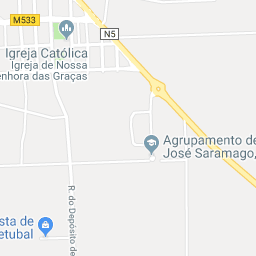 M533
N5
Igreja Católica
Igreja de Nossa
enhora das Graças
Agrupamento de
José Saramago,
R. do Depósito de
sta de
etubal